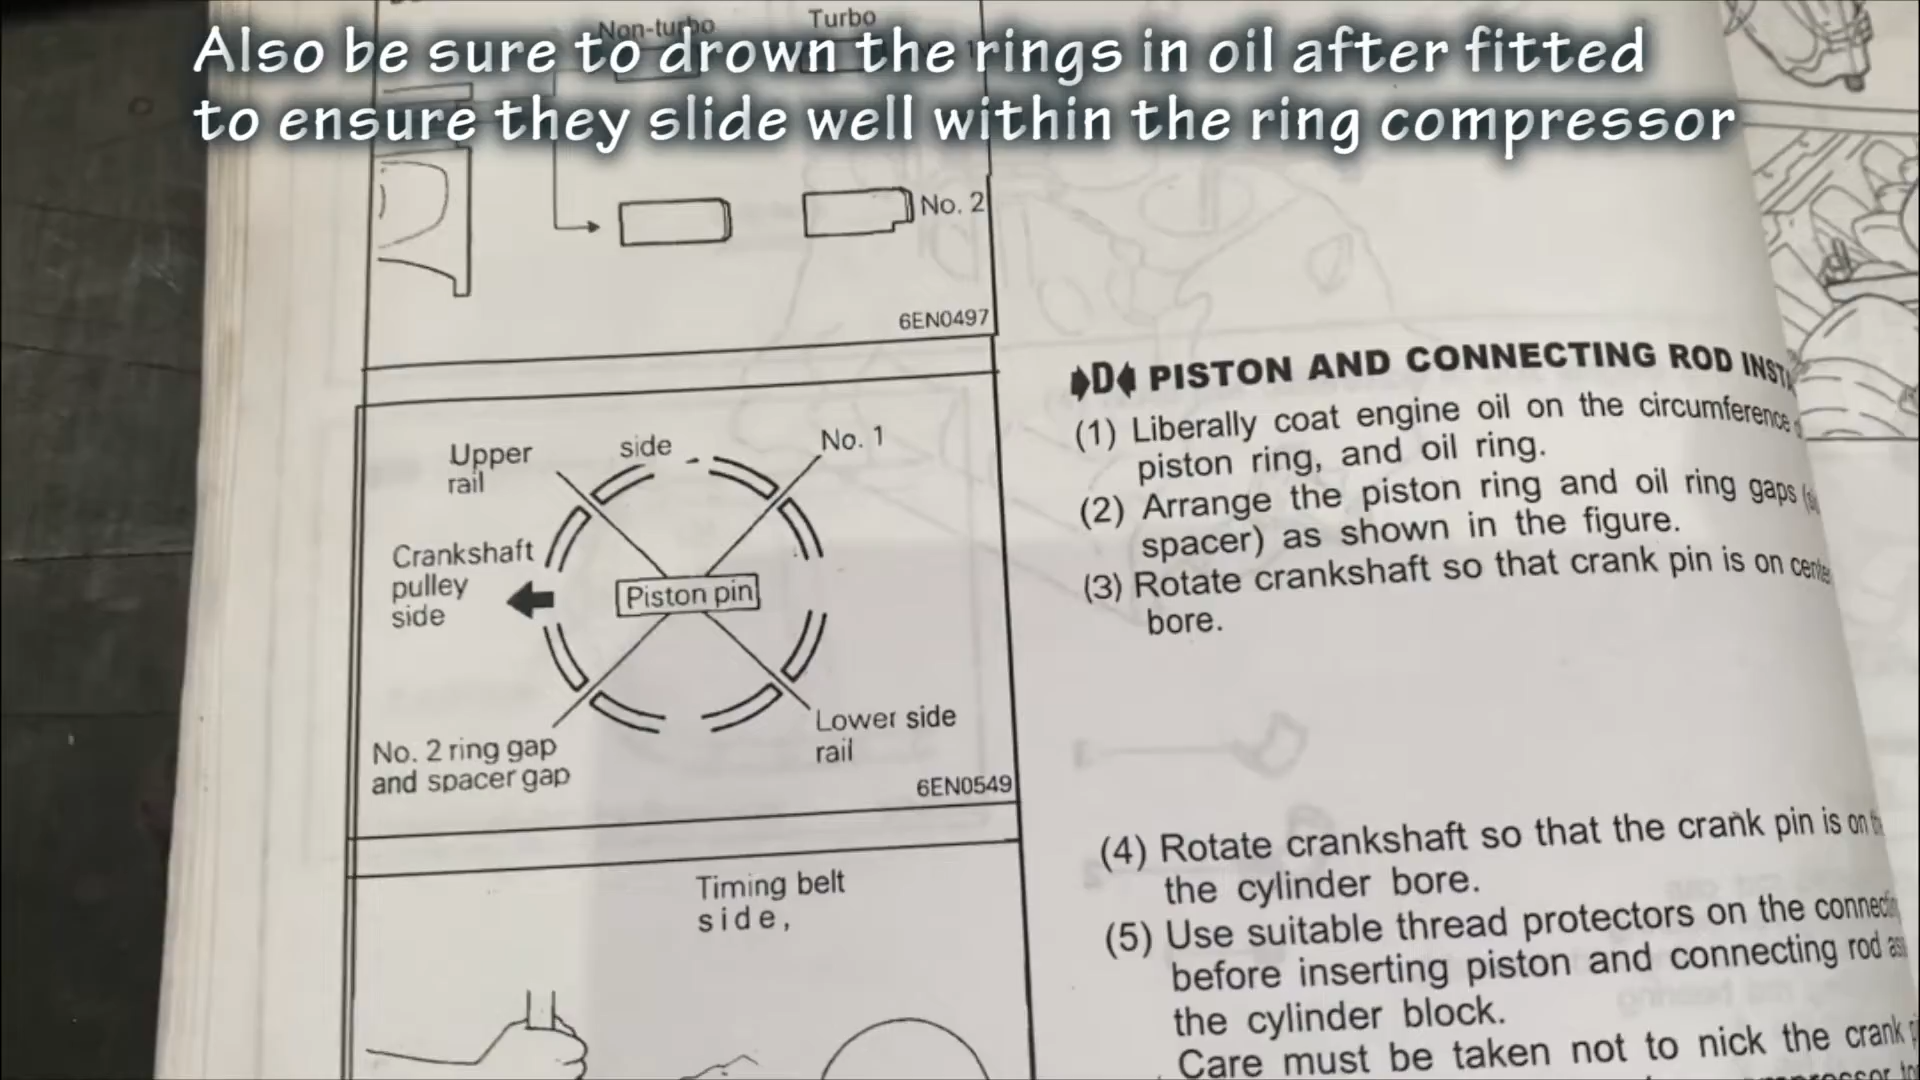 Also be sure to drown the rings in oil after fitted
to ensure they slide well within the ring compressor
Non-turbo
Turbo
No. 2
6EN0497
Upper side
rail
No. 1
Crankshaft
pulley
side
Piston pin
No. 2 ring gap
and spacer gap
Lower side
rail
6EN0549
Timing belt
side,
D PISTON AND CONNECTING ROD
(1) Liberally coat engine oil on the circumference
piston ring, and oil ring.
(2) Arrange the piston ring and oil ring gaps
spacer) as shown in the figure.
(3) Rotate crankshaft so that crank pin is on
bore.
(4) Rotate crankshaft so that the crank pin is on
the cylinder bore.
(5) Use suitable thread protectors on the
before inserting piston and connecting rod
the cylinder block.
Care must be taken not to nick the crank